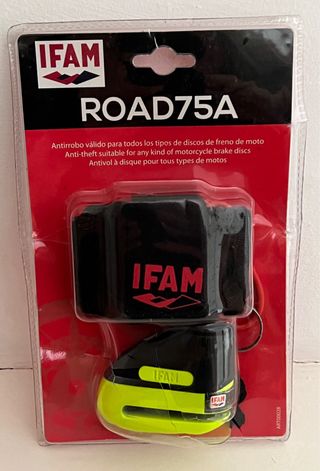 IFAM
ROAD75A
Antirrobo válido para todos los tipos de discos de freno de moto
Anti-theft suitable for any kind of motorcycle brake discs
Antivol à disque pour tous types de motos
IFAM
IFAM
IFAM